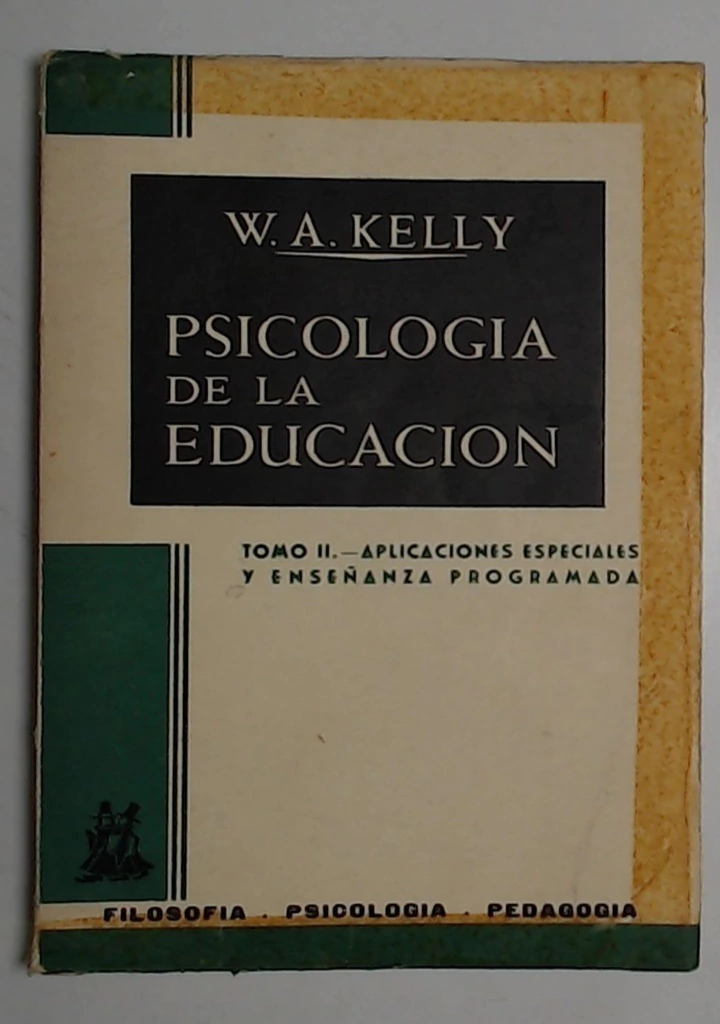 W. A. KELLY
PSICOLOGIA
DE LA
EDUCACION
TOMO II.—APLICACIONES ESPECIALES
Y ENSEÑANZA PROGRAMADA
FILOSOFIA . PSICOLOGIA . PEDAGOGIA